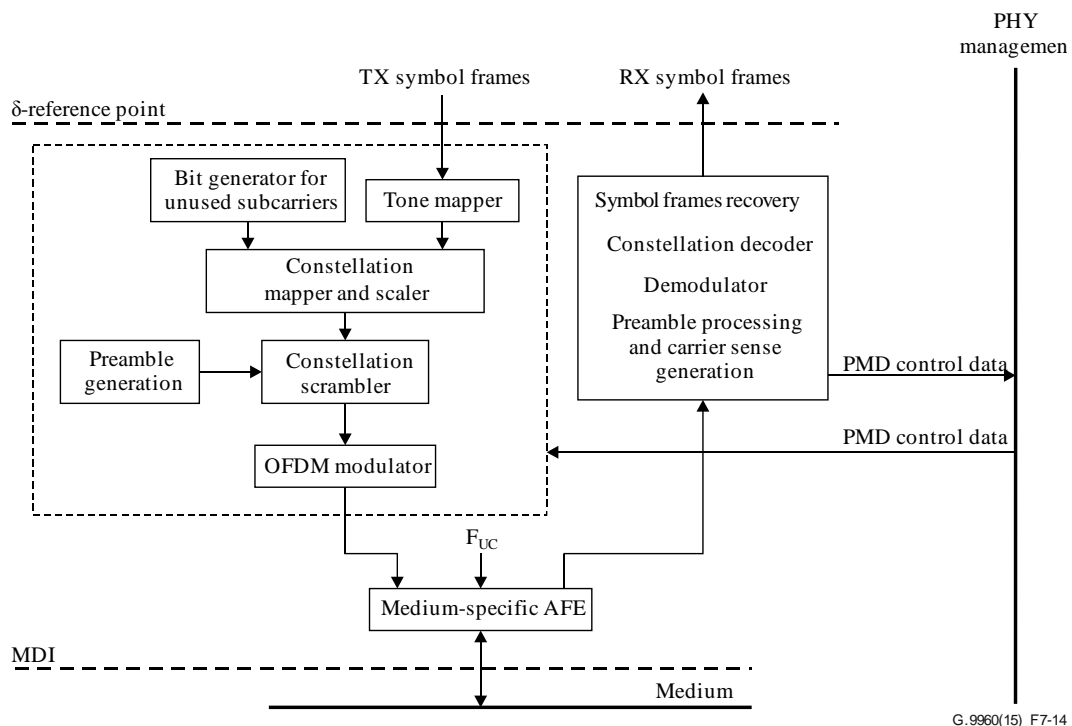 PHY
managemen
TX symbol frames
RX symbol frames
δ-reference point
Bit generator for
unused subcarriers
Tone mapper
Symbol frames recovery
Constellation decoder
Demodulator
Preamble processing
and carrier sense
generation
Constellation
mapper and scaler
Preamble
generation
Constellation
scrambler
PMD control data
PMD control data
OFDM modulator
F_UC
Medium-specific AFE
MDI
Medium
G.9960(15)_F7-14